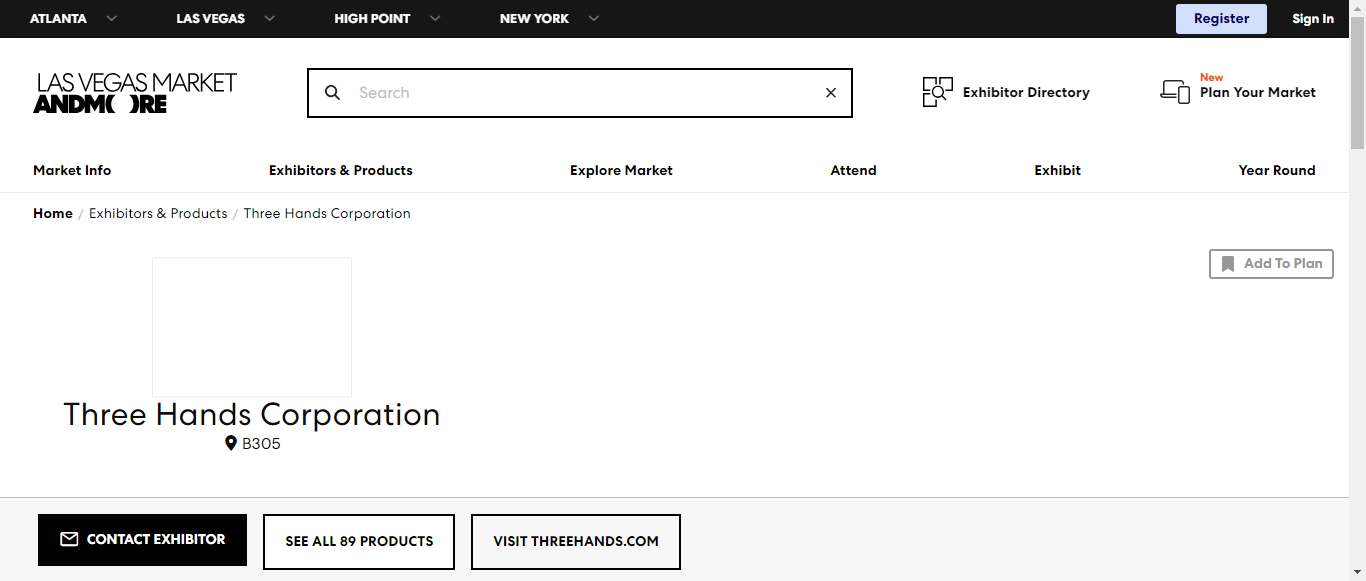 ATLANTA LAS VEGAS HIGH POINT NEW YORK Register Sign In
LAS VEGAS MARKET
ANDMORE
Search
Exhibitor Directory
New
Plan Your Market
Market Info Exhibitors & Products Explore Market Attend Exhibit Year Round
Home / Exhibitors & Products / Three Hands Corporation
Add To Plan
Three Hands Corporation
B305
CONTACT EXHIBITOR SEE ALL 89 PRODUCTS VISIT THREEHANDS.COM